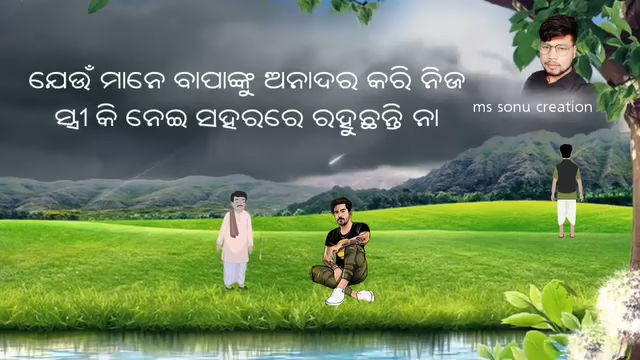 ଯେଉଁ ମାନେ ବାପାଙ୍କୁ ଅନାଦର କରି ନିଜ
ସ୍ତ୍ରୀ କି ନେଇ ସହରରେ ରହୁଛନ୍ତି ନା
ms sonu creation